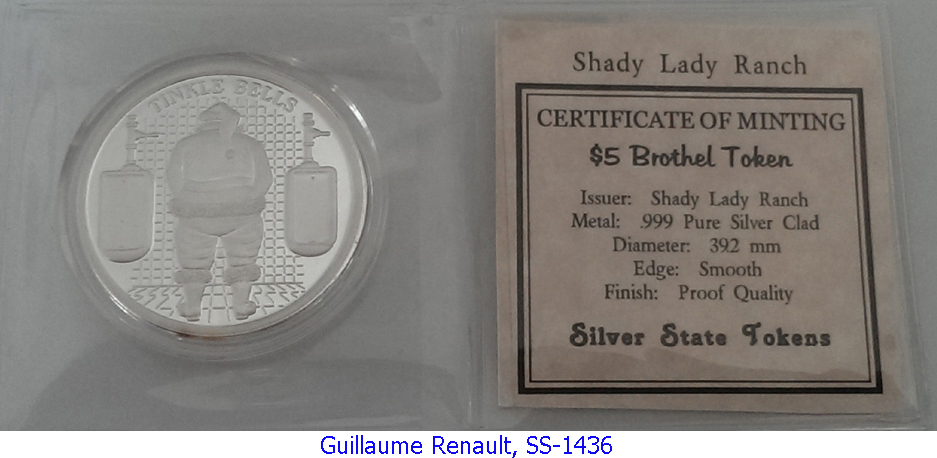 TINKLE BELLS
Shady Lady Ranch
CERTIFICATE OF MINTING
$5 Brothel Token
Issuer: Shady Lady Ranch
Metal: .999 Pure Silver Clad
Diameter: 392 mm
Edge: Smooth
Finish: Proof Quality
Silver State Tokens
Guillaume Renault, SS-1436